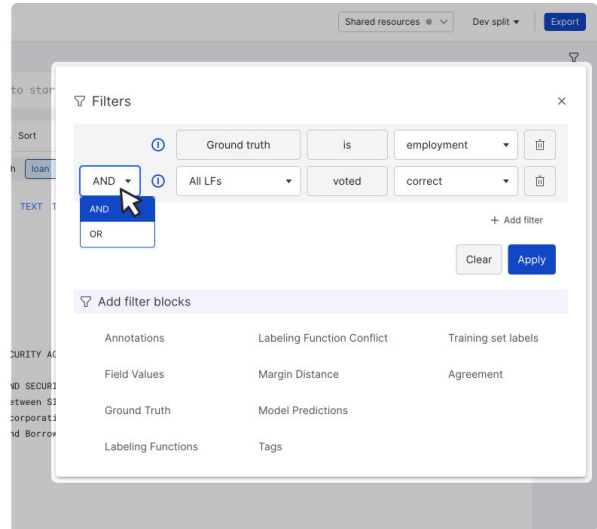 Shared resources
Dev split
Export
to star
Sort
loan
TEXT
Filters
Ground truth is employment
AND All LFs voted correct
AND
OR
+ Add filter
Clear Apply
Add filter blocks
Annotations Labeling Function Conflict Training set labels
Field Values Margin Distance Agreement
Ground Truth Model Predictions
Labeling Functions Tags
CURITY AG
ND SECURI
etween SI
corporati
nd Borrow